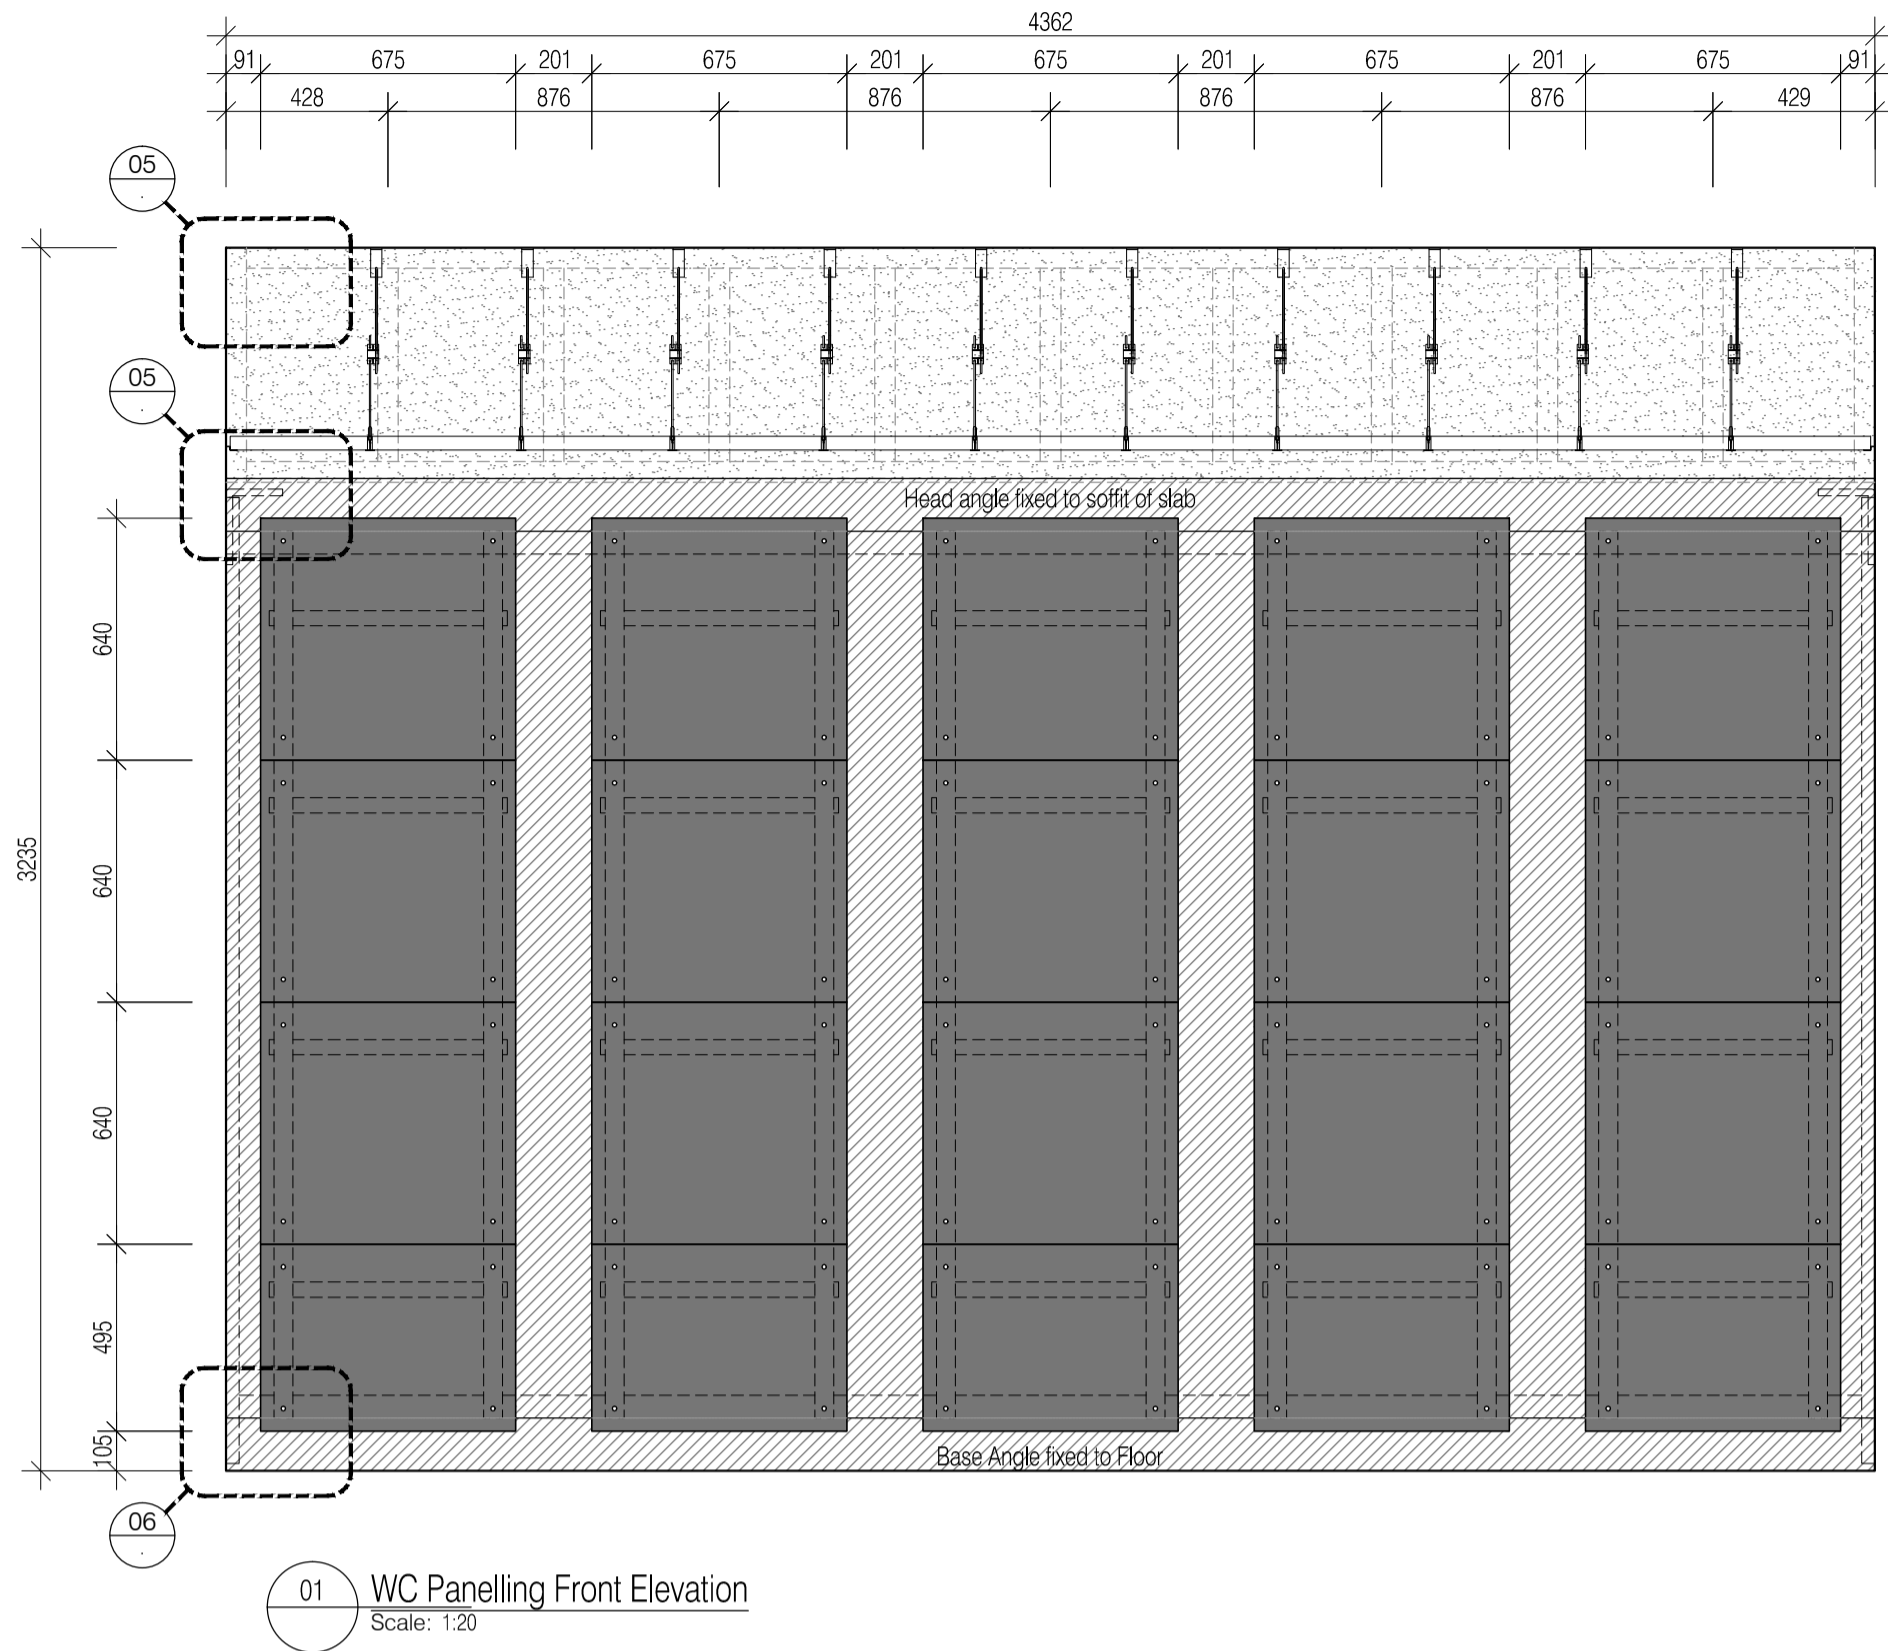 4362
91 675 201 675 201 675 201 675 201 675 91
428 876 876 876 876 429
05
05
Head angle fixed to soffit of slab
640
3235
640
640
495
105
Base Angle fixed to Floor
06
01 WC Panelling Front Elevation
Scale: 1:20